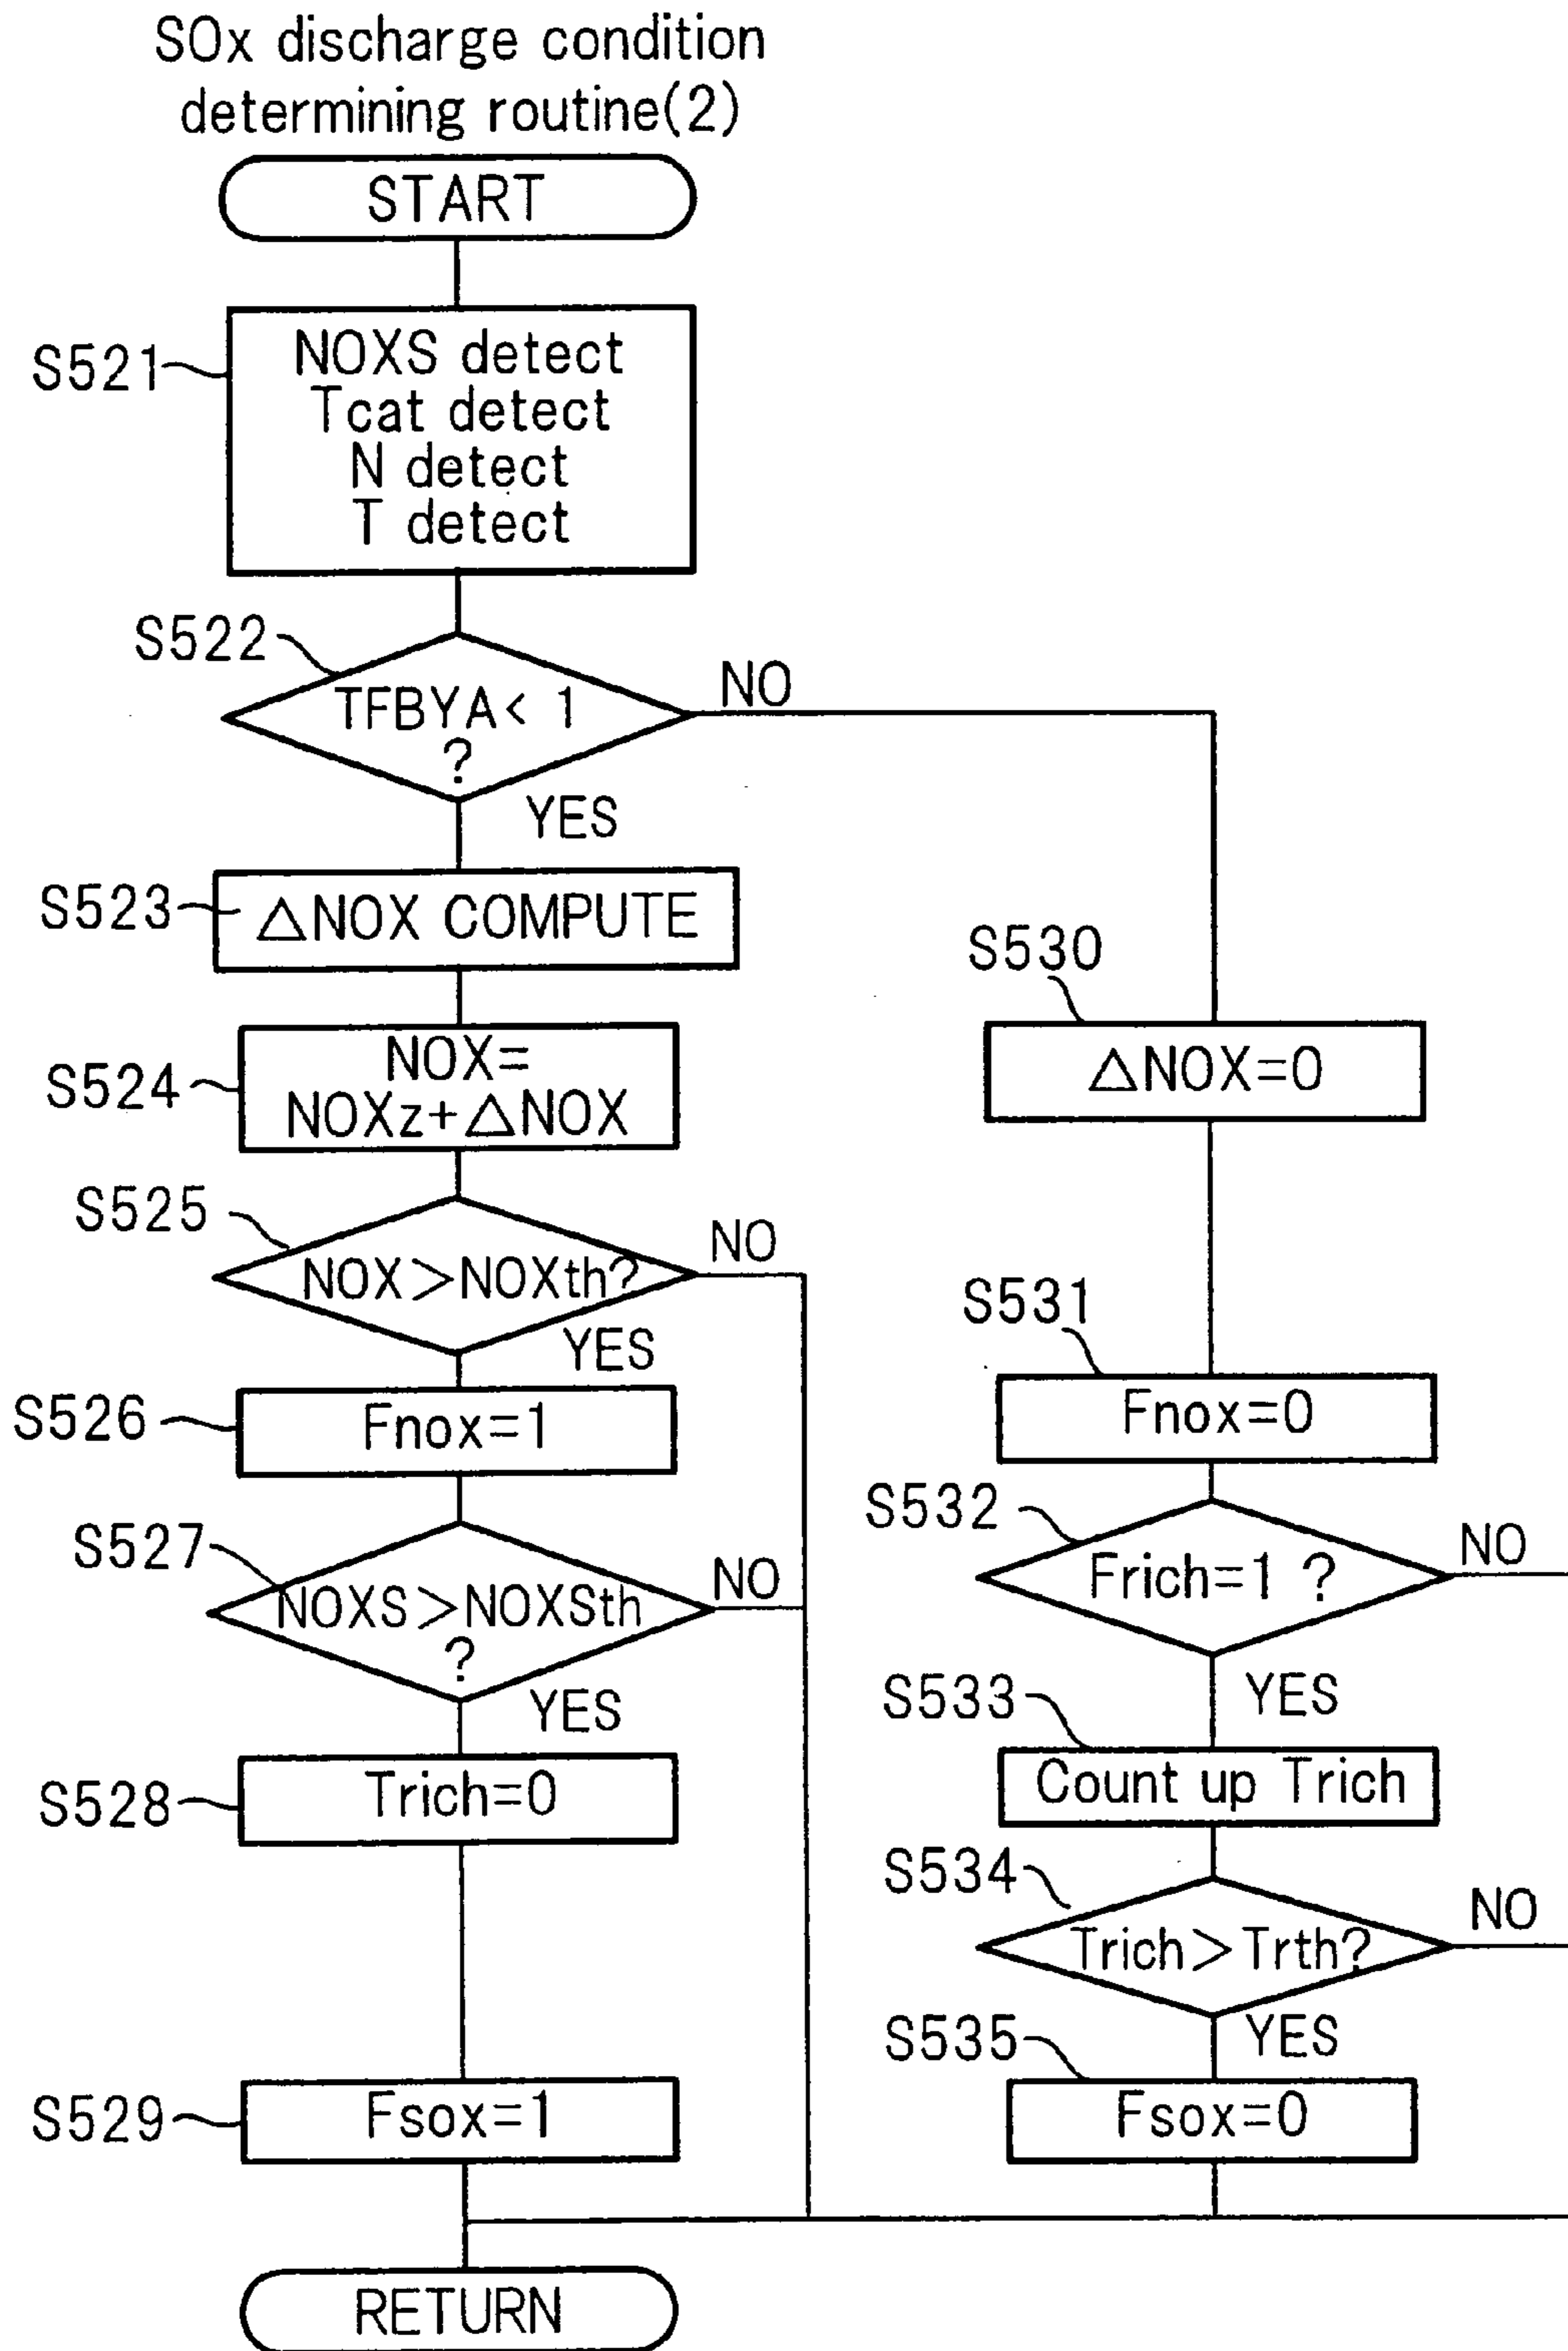 SOx discharge condition
determining routine(2)
START
S521
NOXS detect
Tcat detect
N detect
T detect
S522
TFBYA< 1
?
NO
YES
S523
△NOX COMPUTE
S524
NOX=
NOXz+△NOX
S525
NOX>NOXth?
NO
YES
S526
Fnox=1
S527
NOXS>NOXSth
?
NO
YES
S528
Trich=0
S529
Fsox=1
S530
△NOX=0
S531
Fnox=0
S532
Frich=1 ?
NO
YES
S533
Count up Trich
S534
Trich>Trth?
NO
YES
S535
Fsox=0
RETURN